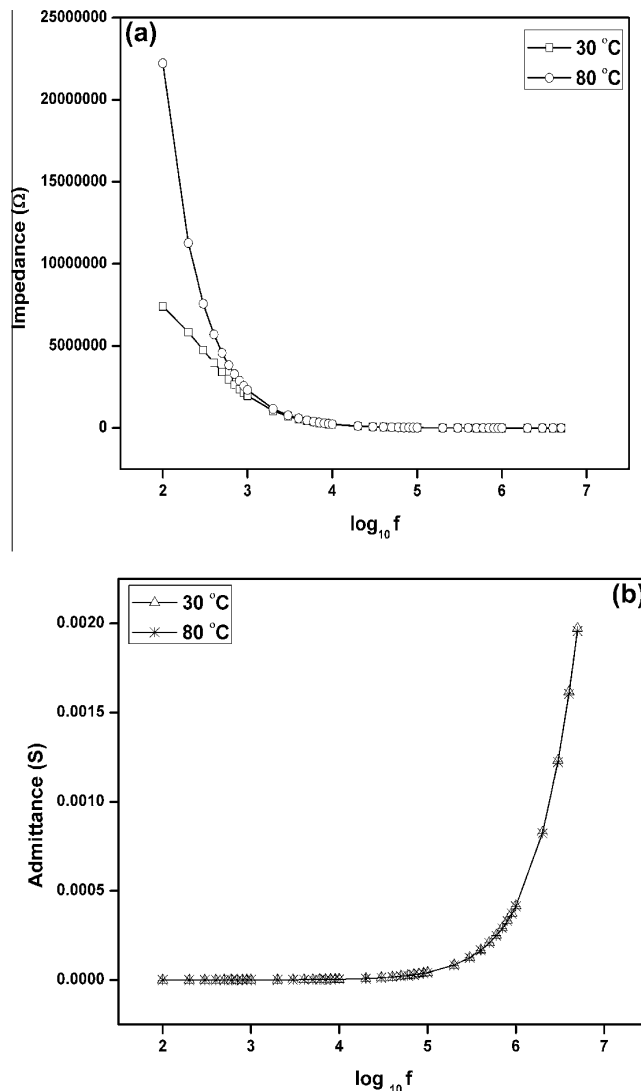 (a)
30 °C
80 °C
25000000
20000000
15000000
10000000
5000000
0
Impedance (Ω)
2 3 4 5 6 7
log10 f
(b)
30 °C
80 °C
0.0020
0.0015
0.0010
0.0005
0.0000
Admittance (S)
2 3 4 5 6 7
log10 f